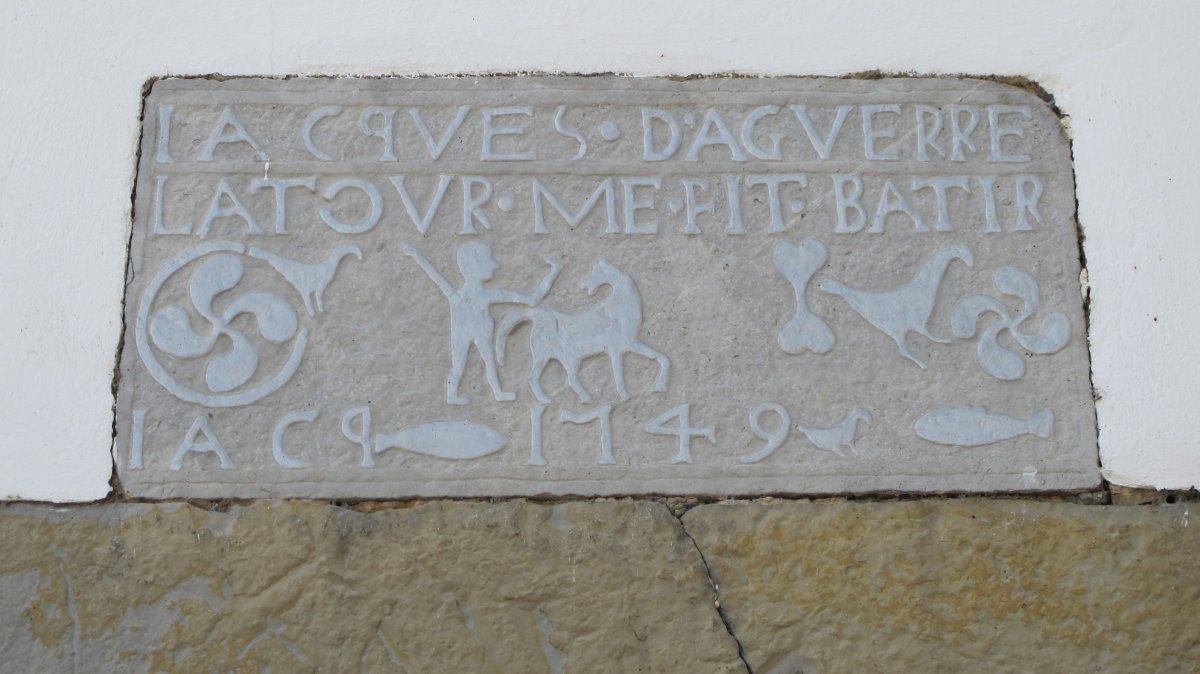 IACQVES·D'AGVERRE
LATOVR·ME·FIT·BATIR
IACQ 1749